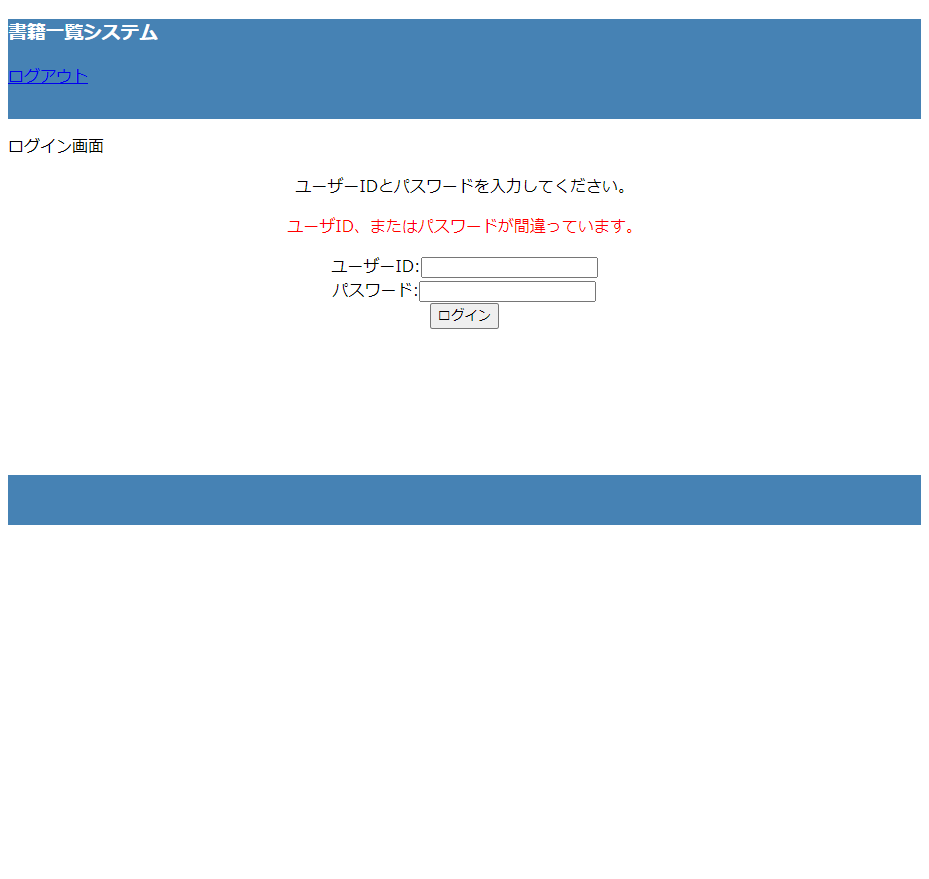 書籍一覧システム
ログアウト
ログイン画面
ユーザーIDとパスワードを入力してください。
ユーザID、またはパスワードが間違っています。
ユーザーID:
パスワード:
ログイン